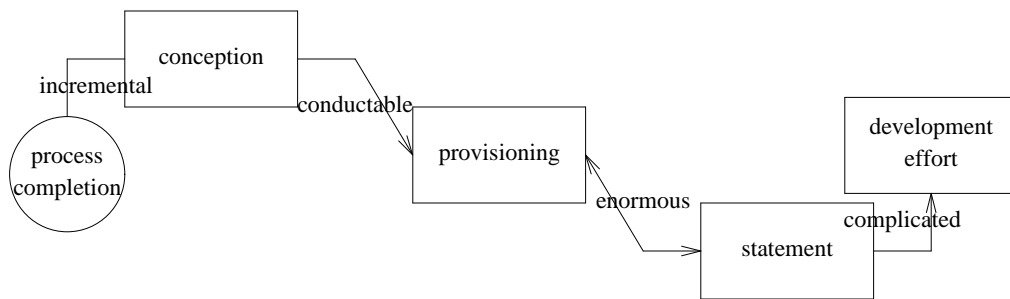 conception
incremental
conductable
process
completion
provisioning
enormous
development
effort
complicated
statement